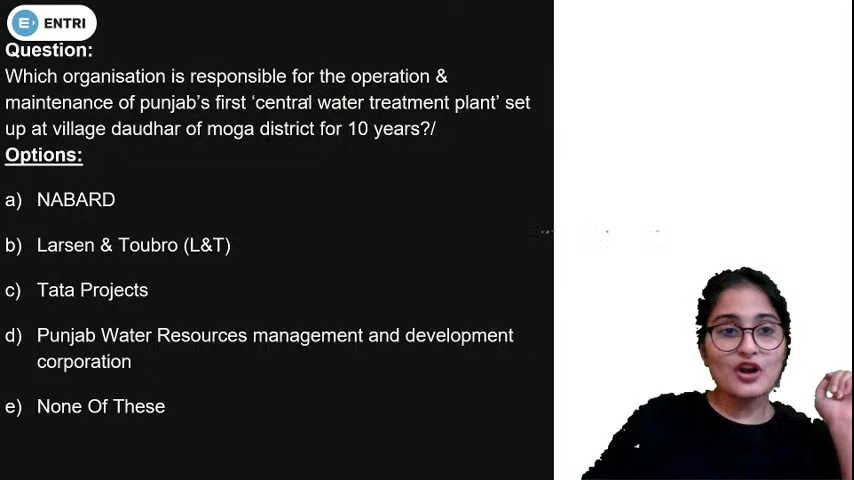 E ENTRI
Question:
Which organisation is responsible for the operation &
maintenance of punjab's first 'central water treatment plant' set
up at village daudhar of moga district for 10 years?/
Options:
a) NABARD
b) Larsen & Toubro (L&T)
c) Tata Projects
d) Punjab Water Resources management and development
corporation
e) None Of These